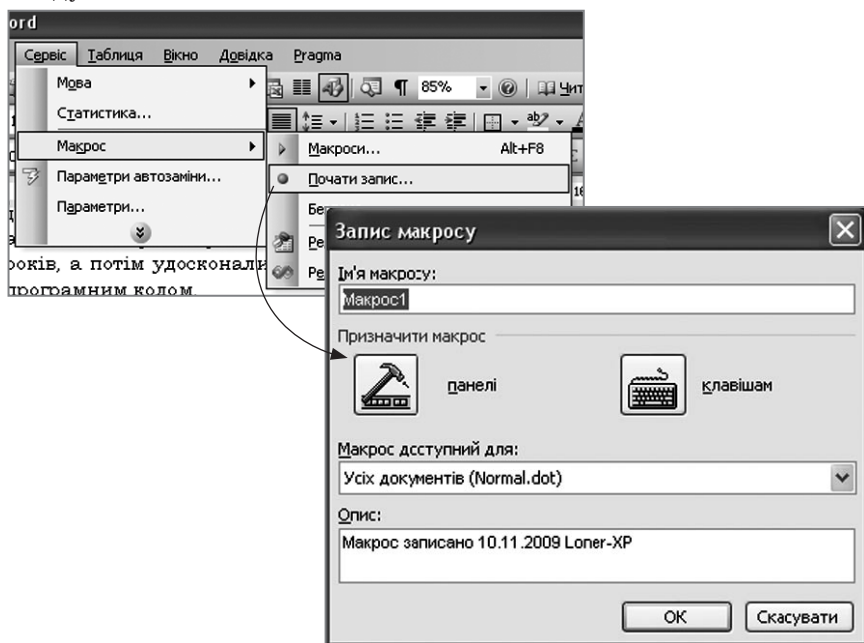 ord
Сервіс Таблиця Вікно Довідка Pragma
Мова
85%
Статистика...
Макрос
Макроси... Alt+F8
Параметри автозаміни...
Почати запис...
Параметри...
років, а потім
програмним колом.
Запис макросу
Ім'я макросу:
Макрос1
Призначити макрос
панелі клавішам
Макрос доступний для:
Усіх документів (Normal.dot)
Опис:
Макрос записано 10.11.2009 Loner-XP
ОК Скасувати